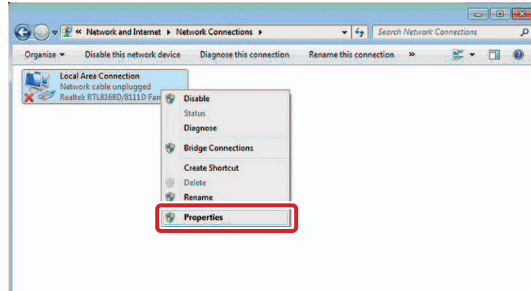 « Network and Internet ▸ Network Connections ▸ Search Network Connections
Organize Disable this network device Diagnose this connection Rename this connection »
Local Area Connection
Network cable unplugged
Realtek RTL8168D/8111D Fam
Disable
Status
Diagnose
Bridge Connections
Create Shortcut
Delete
Rename
Properties